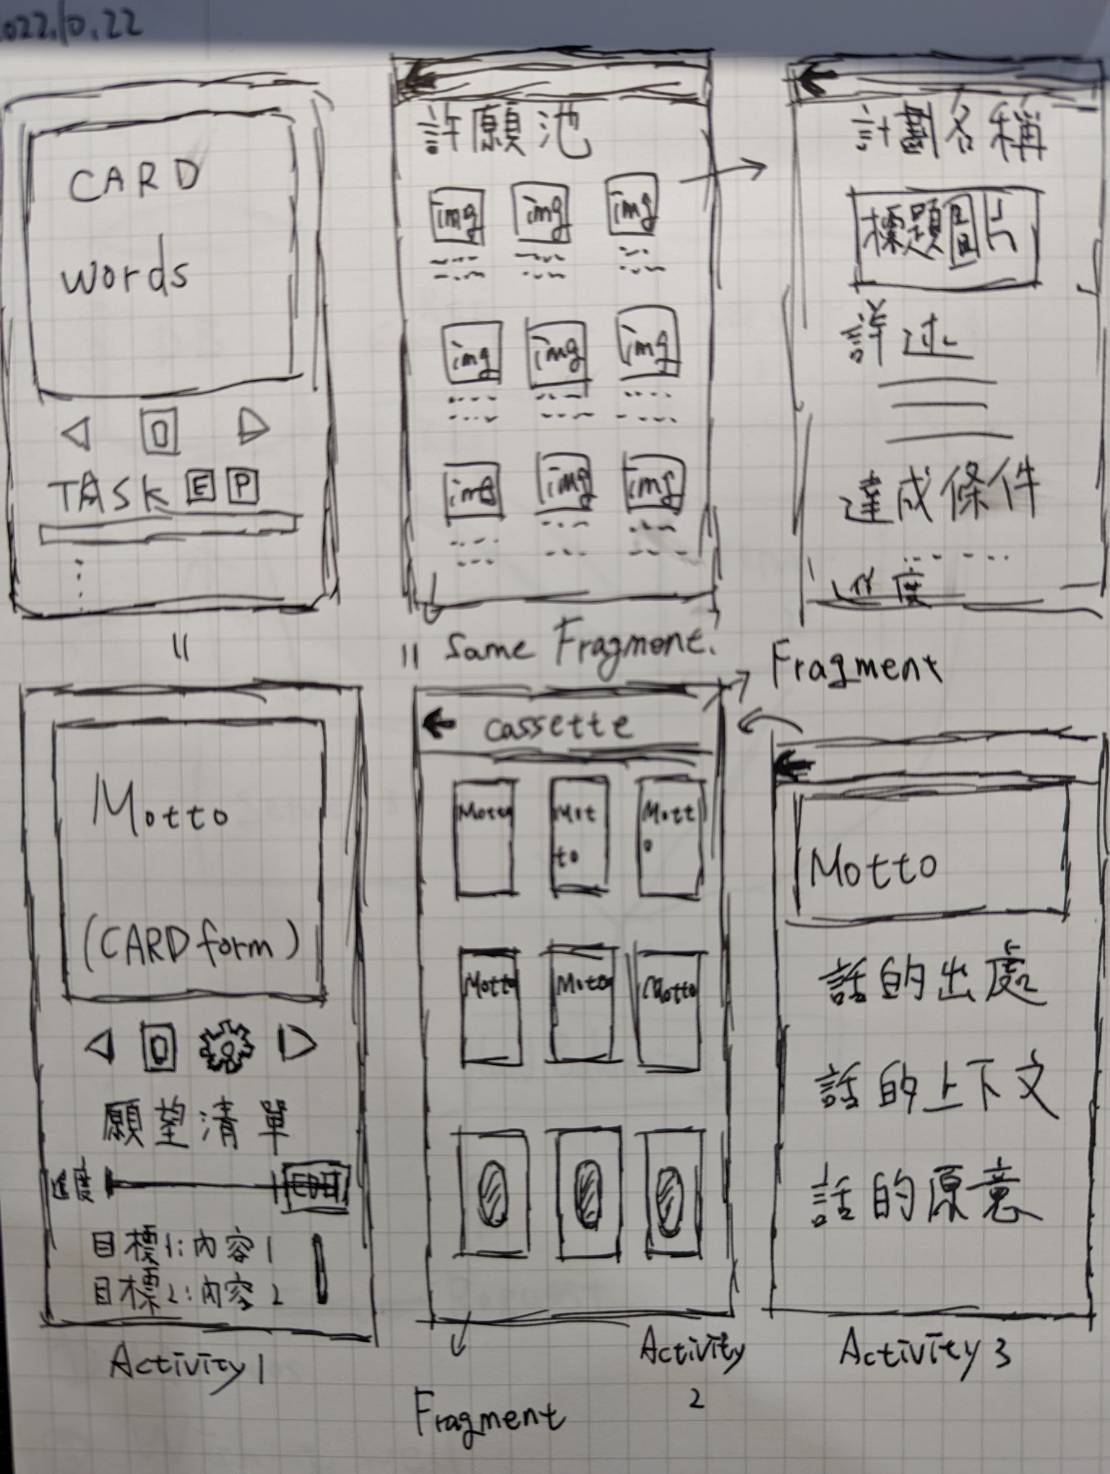 2022.10.22
CARD
words
TASK E P
許願池
img img img
img img img
img img img
計劃名稱
標題圖片
詳述
達成條件
進度
= Same Fragment.
Fragment
Motto
(CARD form)
願望清單
進度 EDIT
目標1:內容1
目標2:內容2
Activity 1
cassette
Motto Motto Motto
Motto Motto Motto
Activity
2
Fragment
Motto
話的出處
話的上下文
話的原意
Activity 3